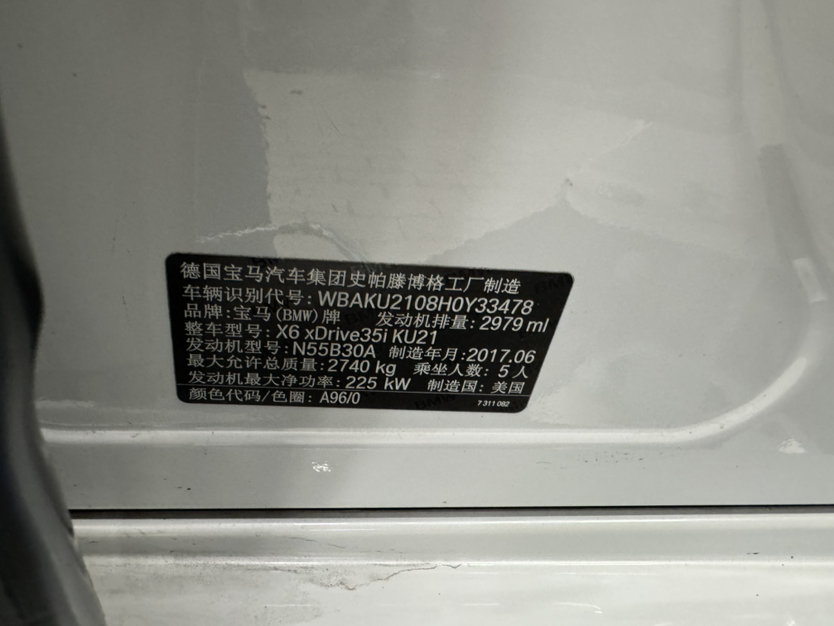 德国宝马汽车集团史帕滕博格工厂制造
车辆识别代号: WBAKU2108H0Y33478
品牌: 宝马(BMW)牌 发动机排量: 2979 ml
整车型号: X6 xDrive35i KU21
发动机型号: N55B30A 制造年月: 2017.06
最大允许总质量: 2740 kg 乘坐人数: 5人
发动机最大净功率: 225 kW 制造国: 美国
颜色代码/色圈: A96/0 7 311 082